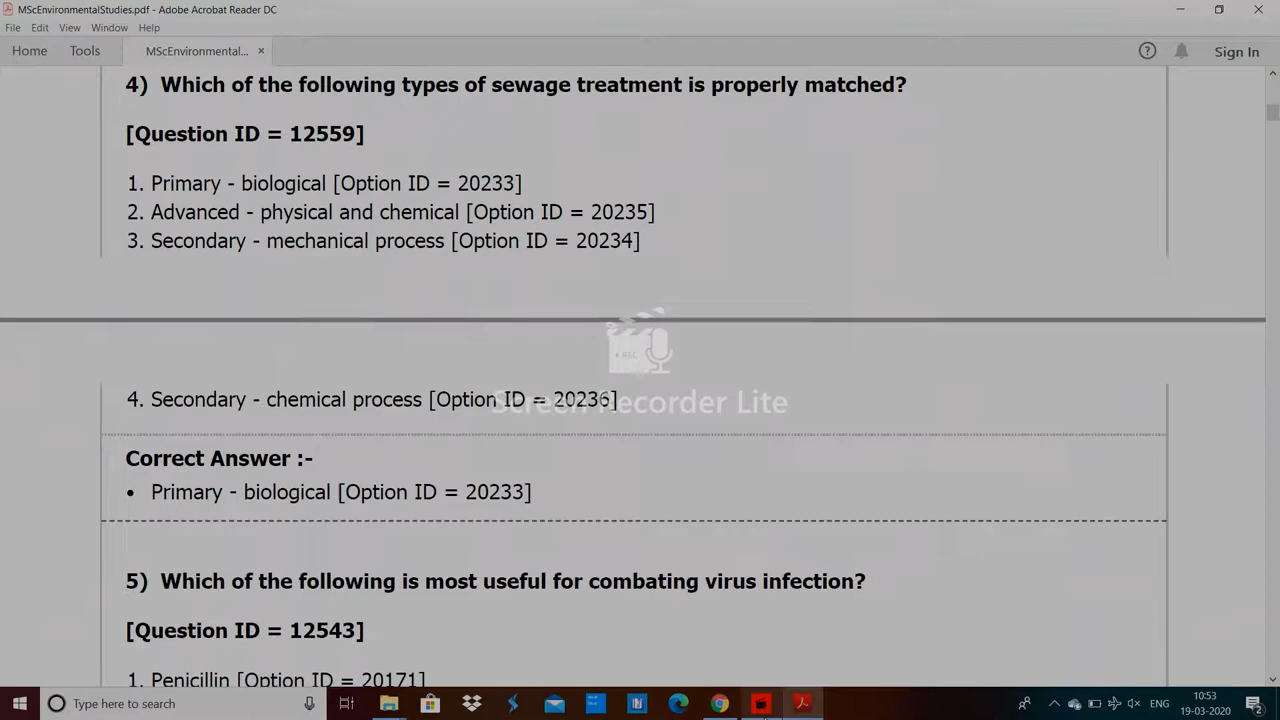 MScEnvironmentalStudies.pdf - Adobe Acrobat Reader DC
File Edit View Window Help
Home Tools MScEnvironmental... × Sign In
4) Which of the following types of sewage treatment is properly matched?
[Question ID = 12559]
1. Primary - biological [Option ID = 20233]
2. Advanced - physical and chemical [Option ID = 20235]
3. Secondary - mechanical process [Option ID = 20234]
REC
4. Secondary - chemical process [Option ID = 20236]
Screen Recorder Lite
Correct Answer :-
• Primary - biological [Option ID = 20233]
5) Which of the following is most useful for combating virus infection?
[Question ID = 12543]
1. Penicillin [Option ID = 20171]
Type here to search
ENG
10:53
19-03-2020
2